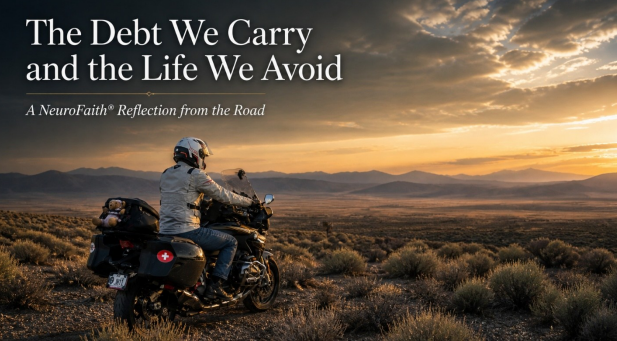 The Debt We Carry
and the Life We Avoid
A NeuroFaith® Reflection from the Road